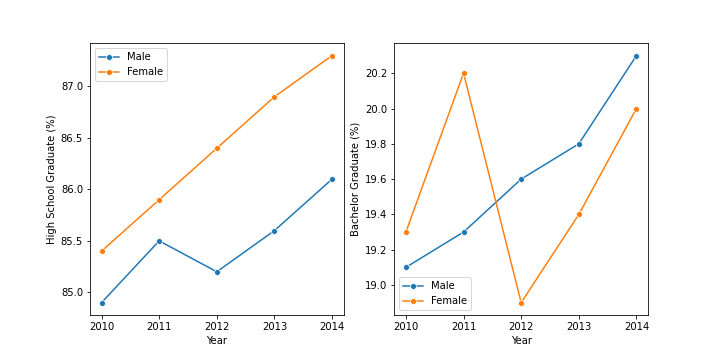 Male
Female
87.0
86.5
86.0
85.5
85.0
High School Graduate (%)
2010 2011 2012 2013 2014
Year
20.2
20.0
19.8
19.6
19.4
19.2
19.0
Bachelor Graduate (%)
Male
Female
2010 2011 2012 2013 2014
Year